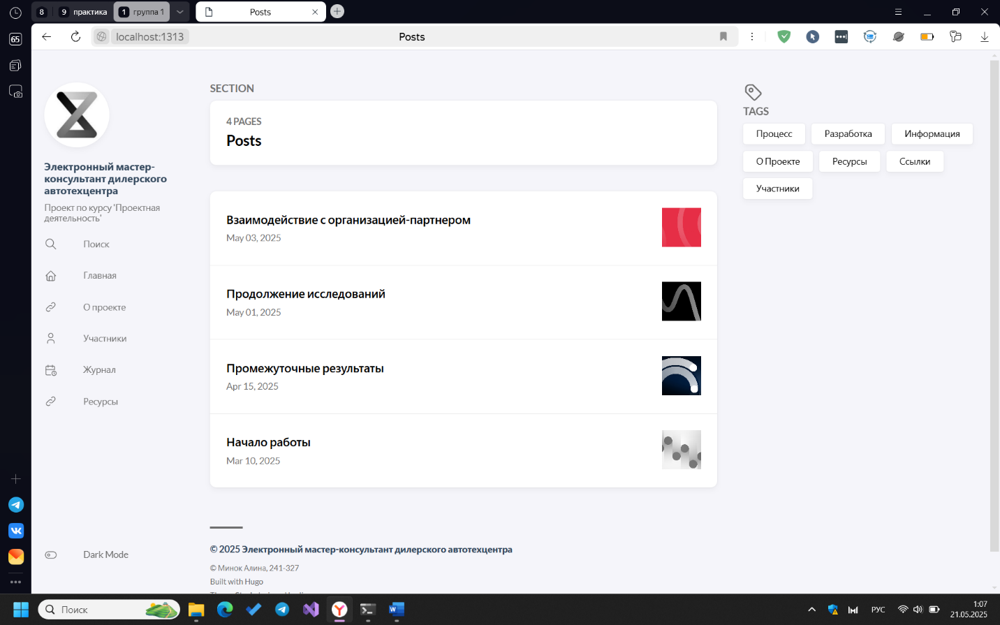 8
9 практика
1 группа 1
Posts
65
localhost:1313
Posts
Электронный мастер-
консультант дилерского
автотехцентра
Проект по курсу 'Проектная
деятельность'
Поиск
Главная
О проекте
Участники
Журнал
Ресурсы
Dark Mode
SECTION
4 PAGES
Posts
Взаимодействие с организацией-партнером
May 03, 2025
Продолжение исследований
May 01, 2025
Промежуточные результаты
Apr 15, 2025
Начало работы
Mar 10, 2025
© 2025 Электронный мастер-консультант дилерского автотехцентра
© Минок Алина, 241-327
Built with Hugo
TAGS
Процесс
Разработка
Информация
О Проекте
Ресурсы
Ссылки
Участники
Поиск
РУС
1:07
21.05.2025